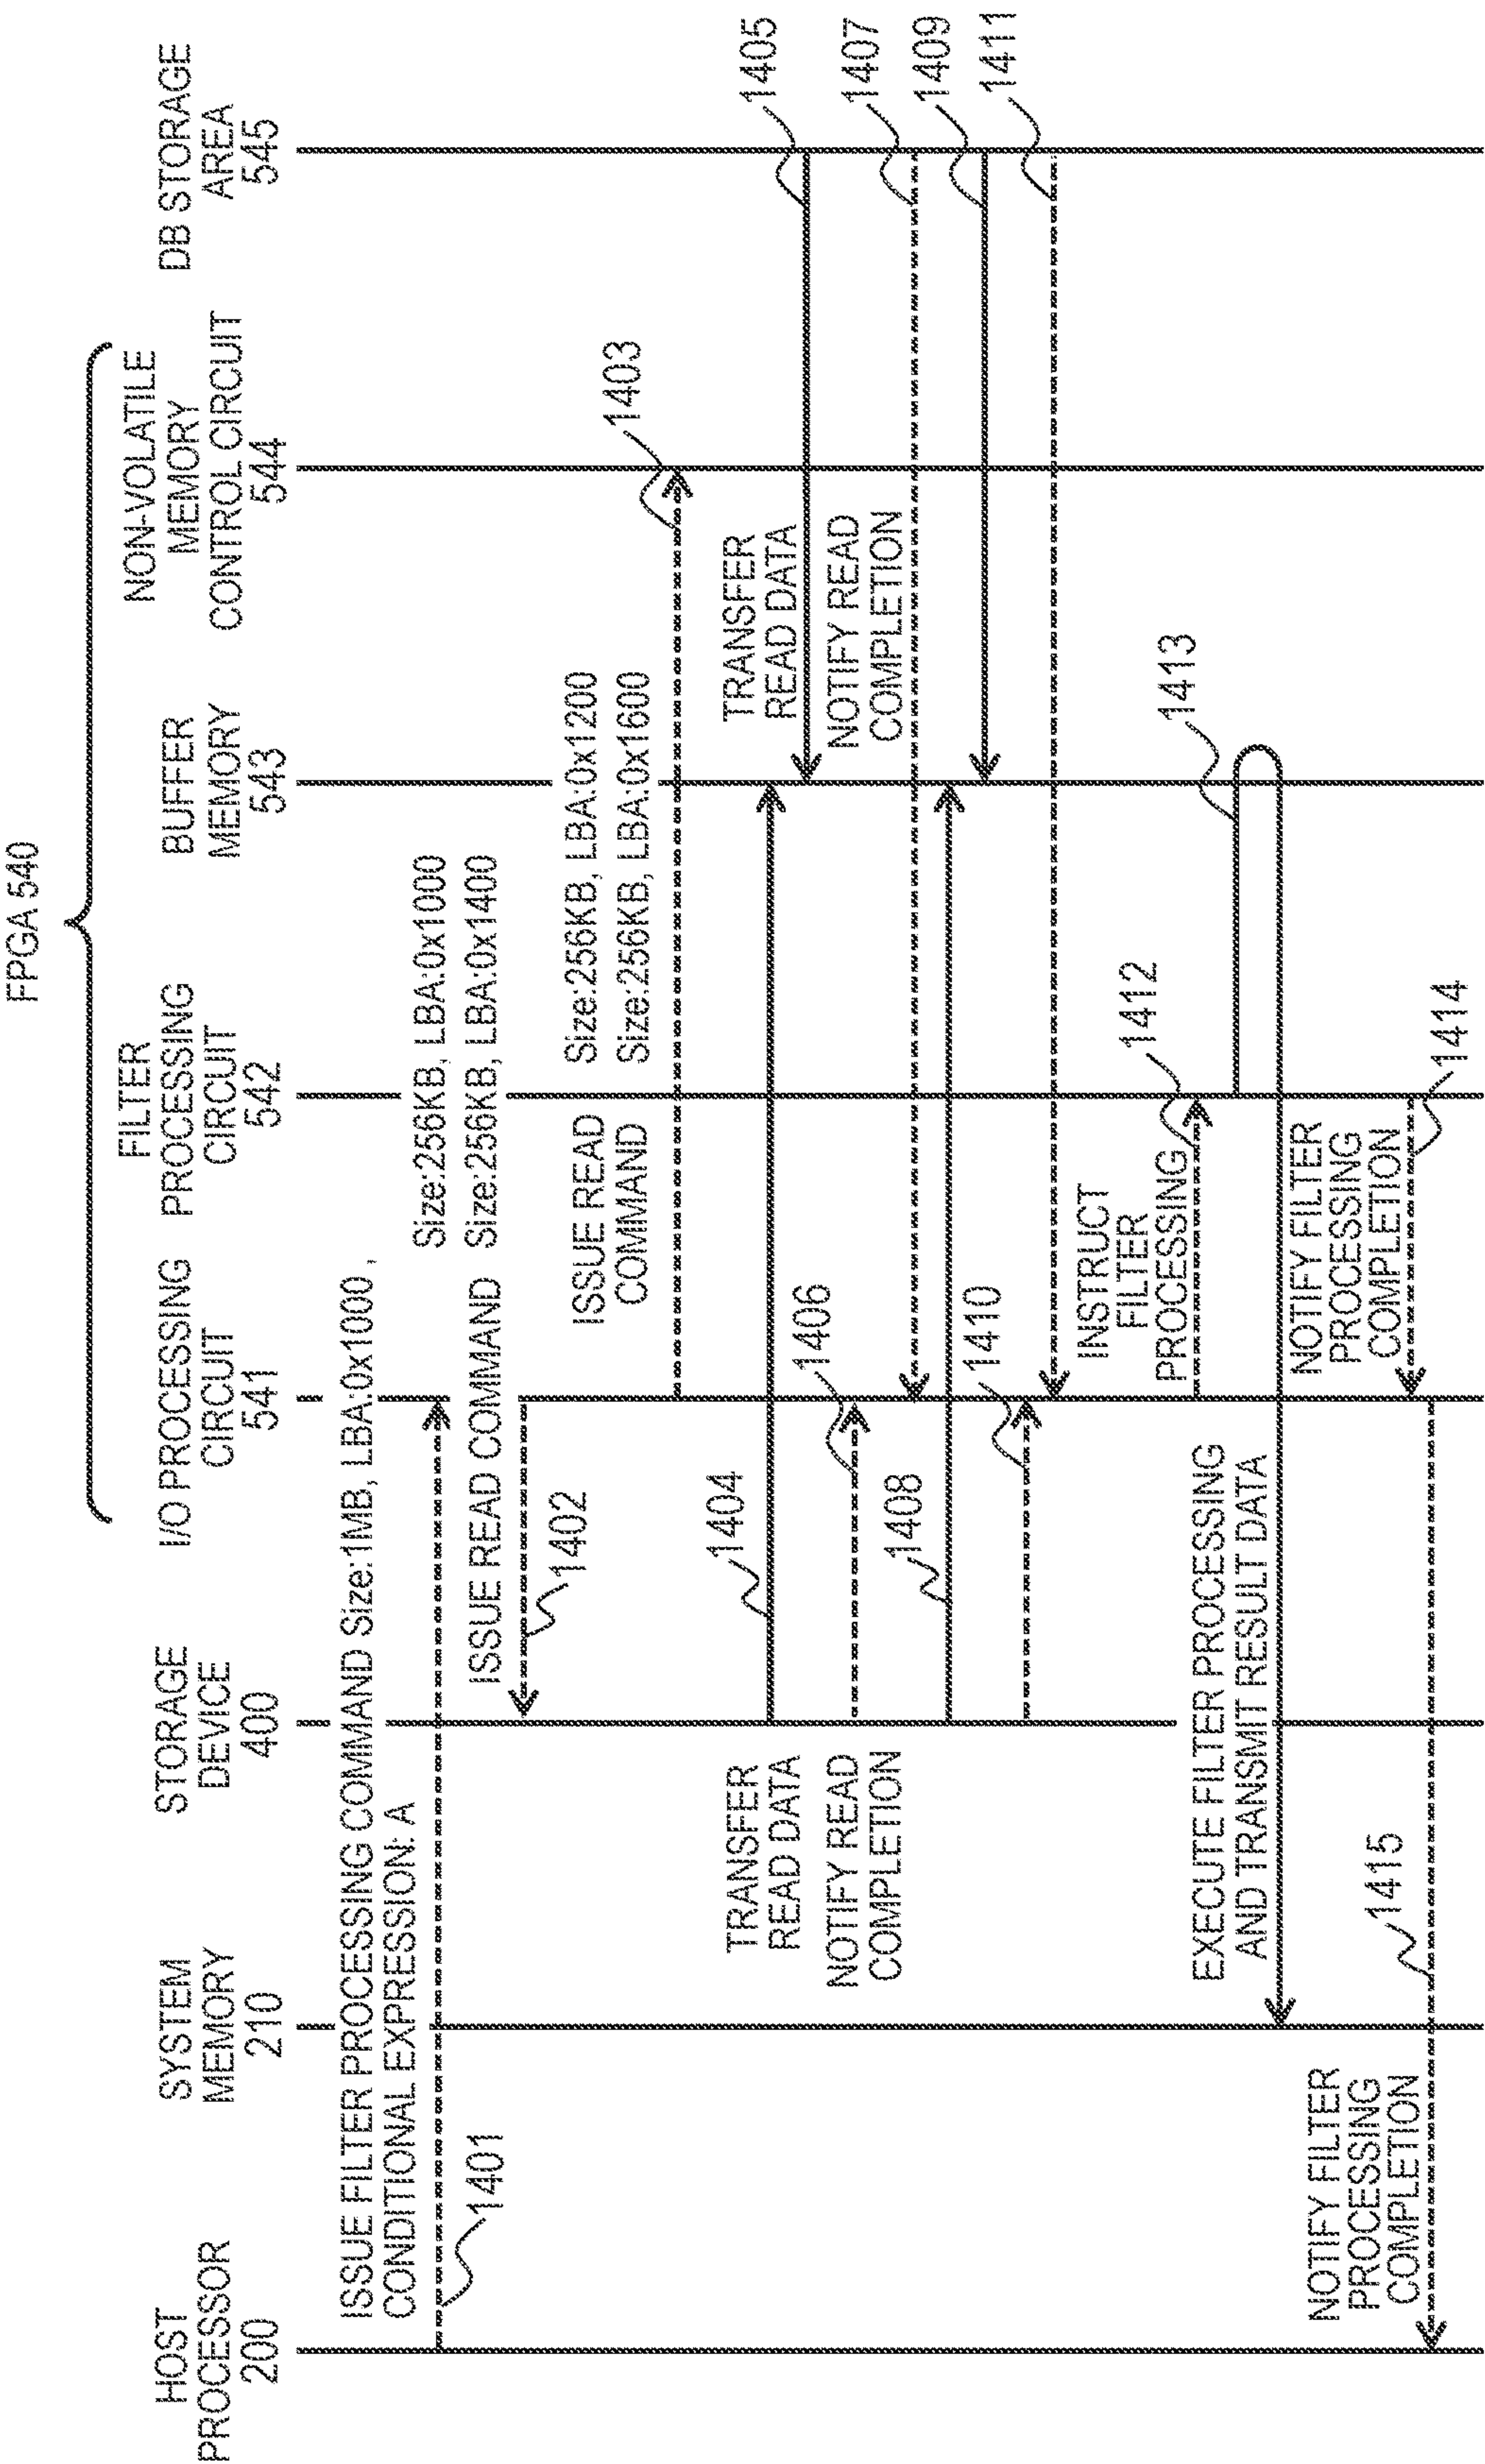 FPGA 540
HOST
PROCESSOR
200
SYSTEM
MEMORY
210
STORAGE
DEVICE
400
I/O PROCESSING
CIRCUIT
541
FILTER
PROCESSING
CIRCUIT
542
BUFFER
MEMORY
543
NON-VOLATILE
MEMORY
CONTROL CIRCUIT
544
DB STORAGE
AREA
545
ISSUE FILTER PROCESSING COMMAND Size:1MB, LBA:0x1000 ,
CONDITIONAL EXPRESSION: A
1401
ISSUE READ COMMAND
Size:256KB, LBA:0x1000
Size:256KB, LBA:0x1400
1402
ISSUE READ
COMMAND
Size:256KB, LBA:0x1200
Size:256KB, LBA:0x1600
1403
TRANSFER
READ DATA
1404
TRANSFER
READ DATA
1405
NOTIFY READ
COMPLETION
1406
NOTIFY READ
COMPLETION
1407
1408
1409
1410
1411
INSTRUCT
FILTER
PROCESSING
1412
1413
EXECUTE FILTER PROCESSING
AND TRANSMIT RESULT DATA
NOTIFY FILTER
PROCESSING
COMPLETION
1414
NOTIFY FILTER
PROCESSING
COMPLETION
1415